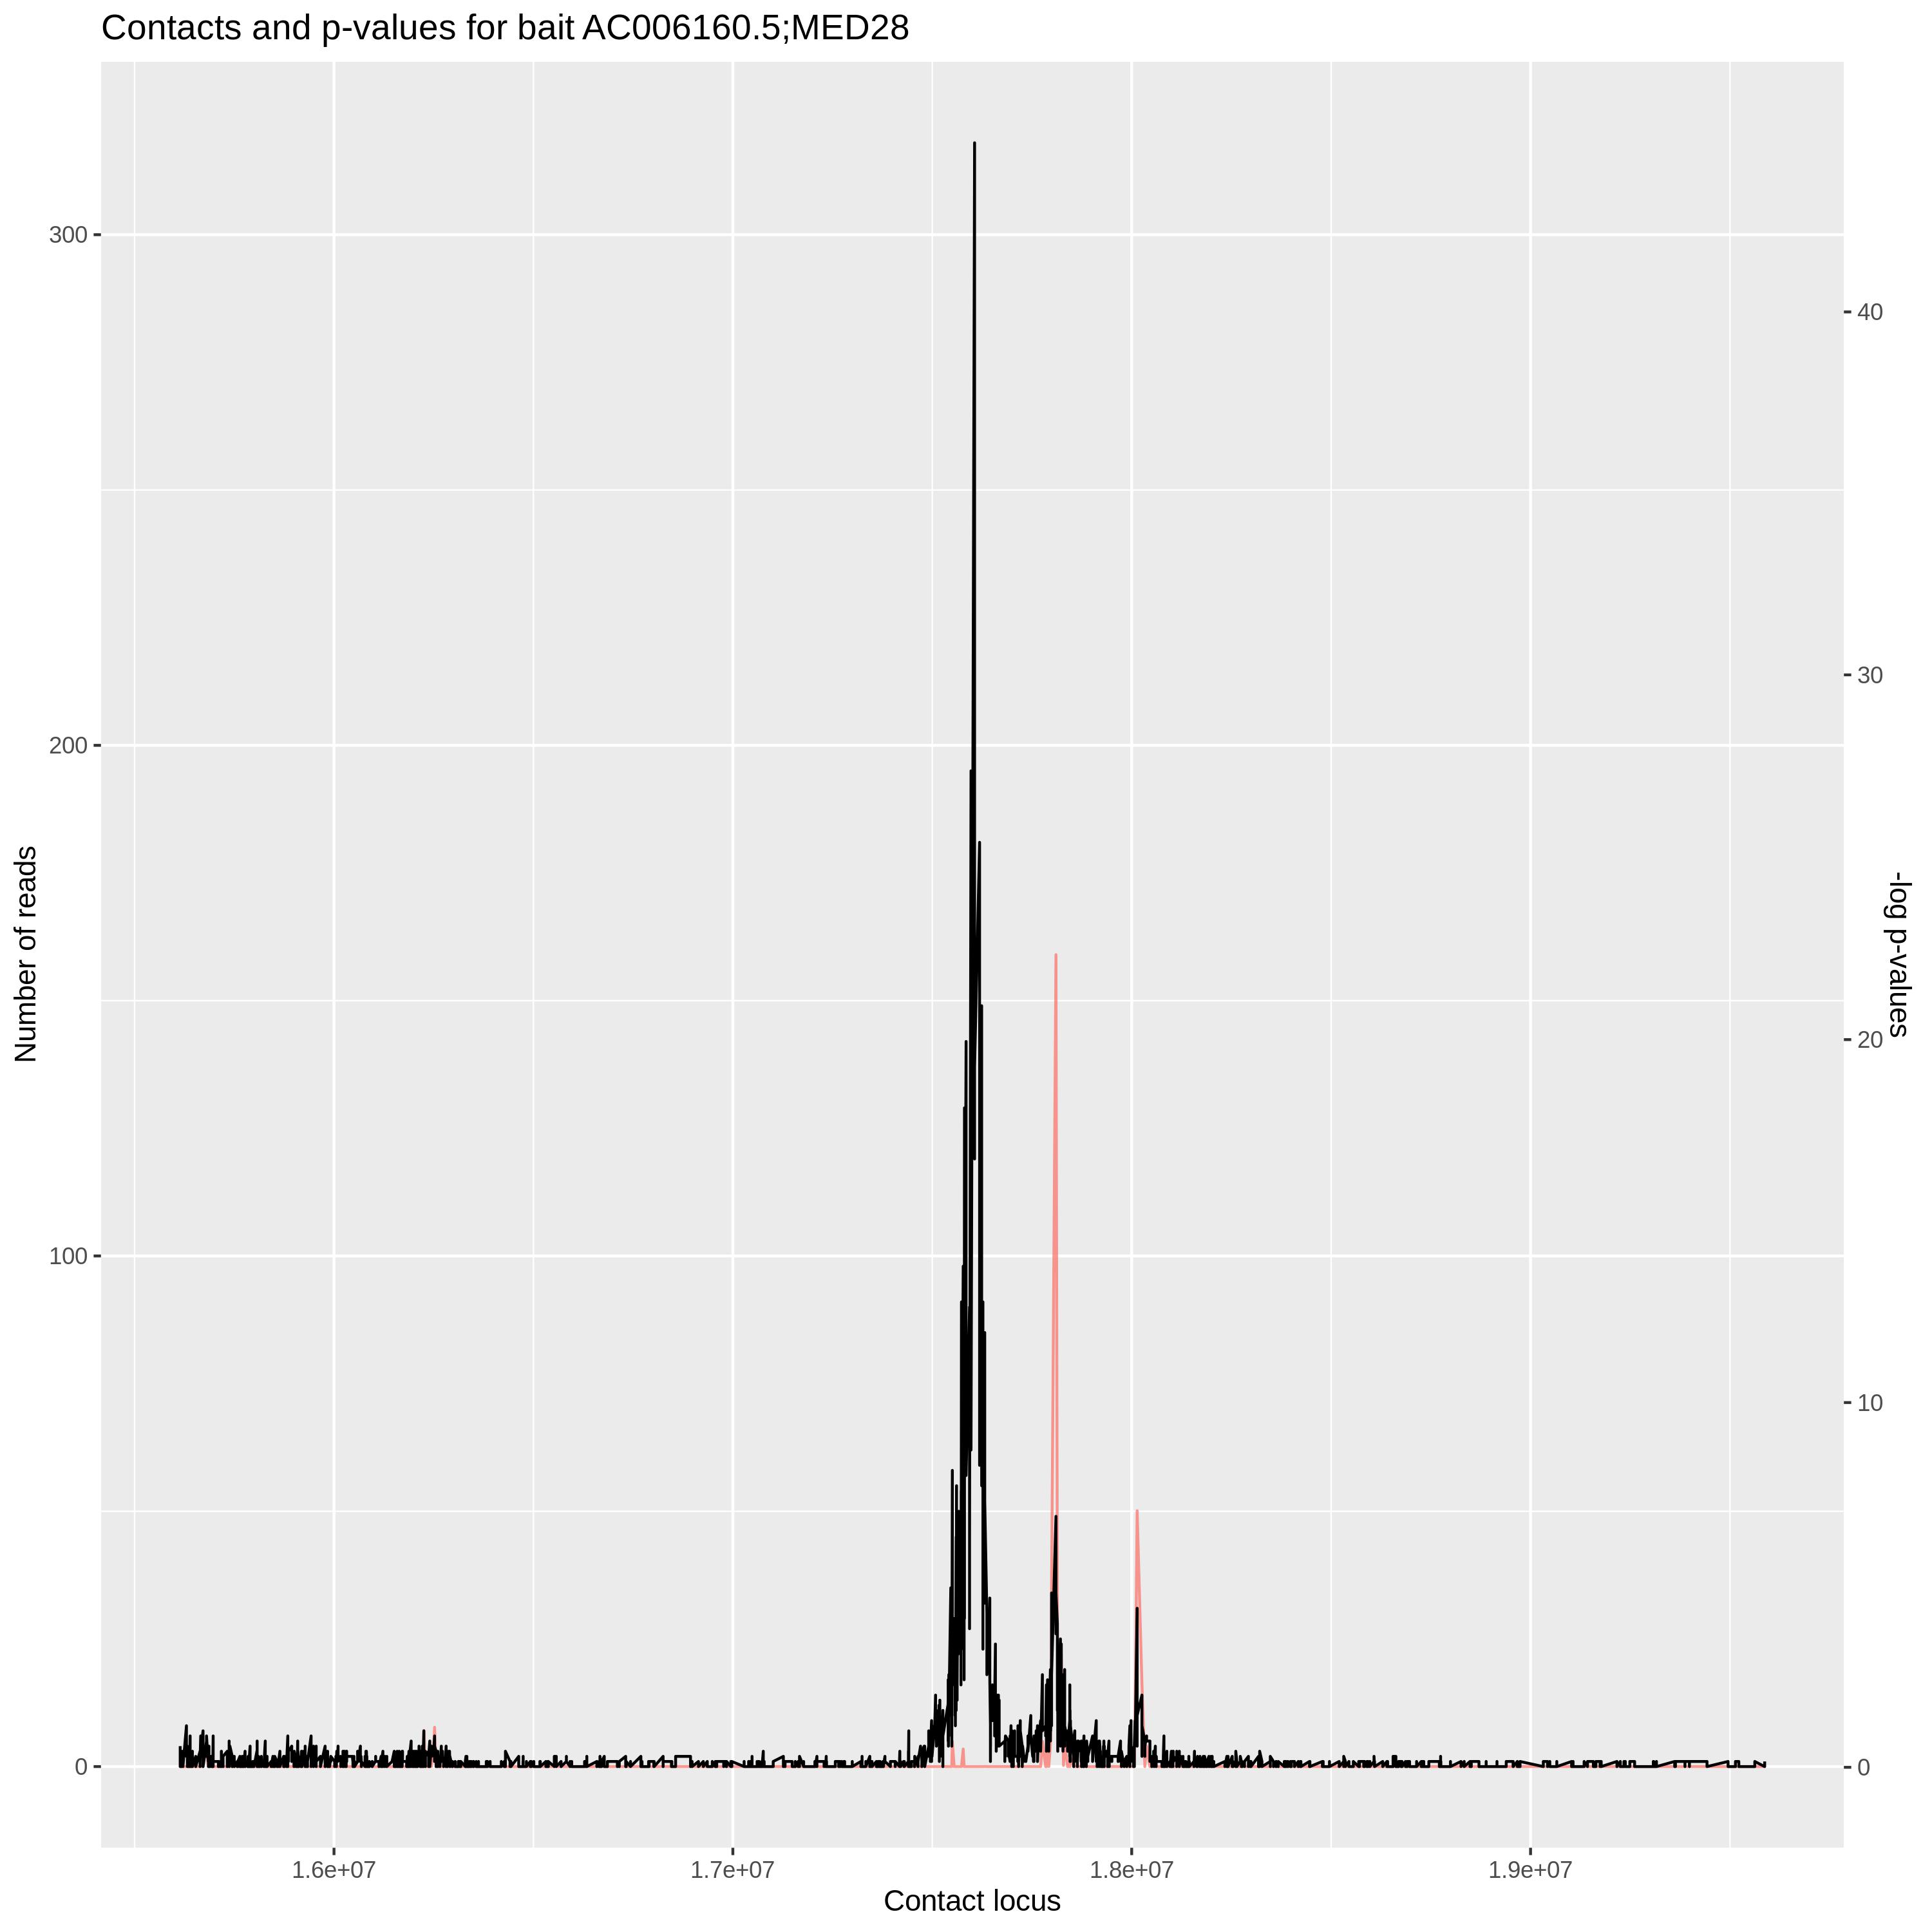 Contacts and p-values for bait AC006160.5;MED28
300
200
100
0
Number of reads
40
30
20
10
0
-log p-values
1.6e+07
1.7e+07
1.8e+07
1.9e+07
Contact locus